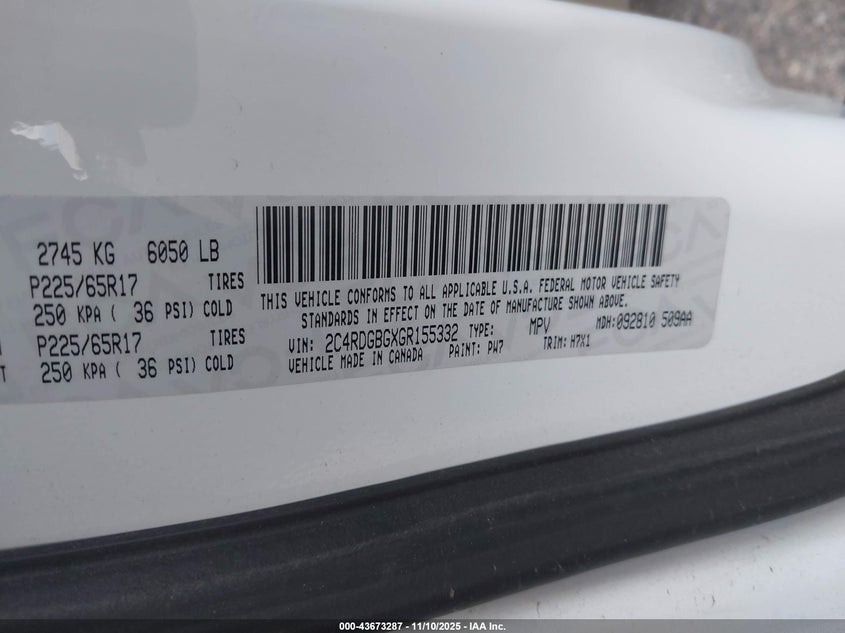 2745 KG 6050 LB
P225/65R17 TIRES
250 KPA ( 36 PSI) COLD
P225/65R17 TIRES
250 KPA ( 36 PSI) COLD
THIS VEHICLE CONFORMS TO ALL APPLICABLE U.S.A. FEDERAL MOTOR VEHICLE SAFETY
STANDARDS IN EFFECT ON THE DATE OF MANUFACTURE SHOWN ABOVE.
VIN: 2C4RDGBGXGR155332 TYPE: MPV MDH:092810 509AA
VEHICLE MADE IN CANADA PAINT: PW7 TRIM: H7X1
000-43673287 - 11/10/2025 - IAA Inc.